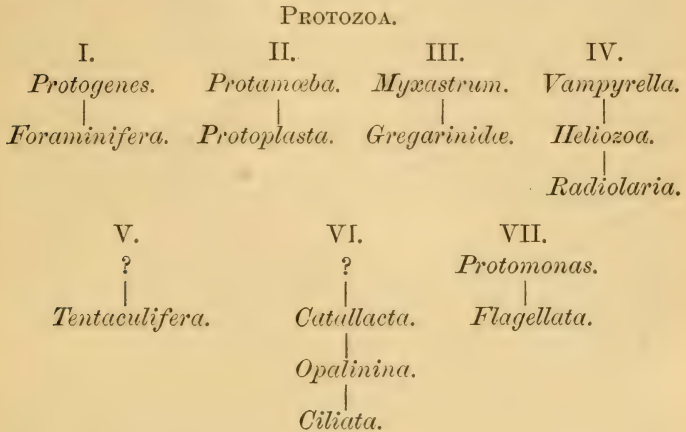 PROTOZOA.
I. II. III. IV.
Protogenes. Protamœba. Myxastrum. Vampyrella.
Foraminifera. Protoplasta. Gregarinidæ. Heliozoa.
Radiolaria.
V. VI. VII.
? ? Protomonas.
Tentaculifera. Catallacta. Flagellata.
Opalinina.
Ciliata.